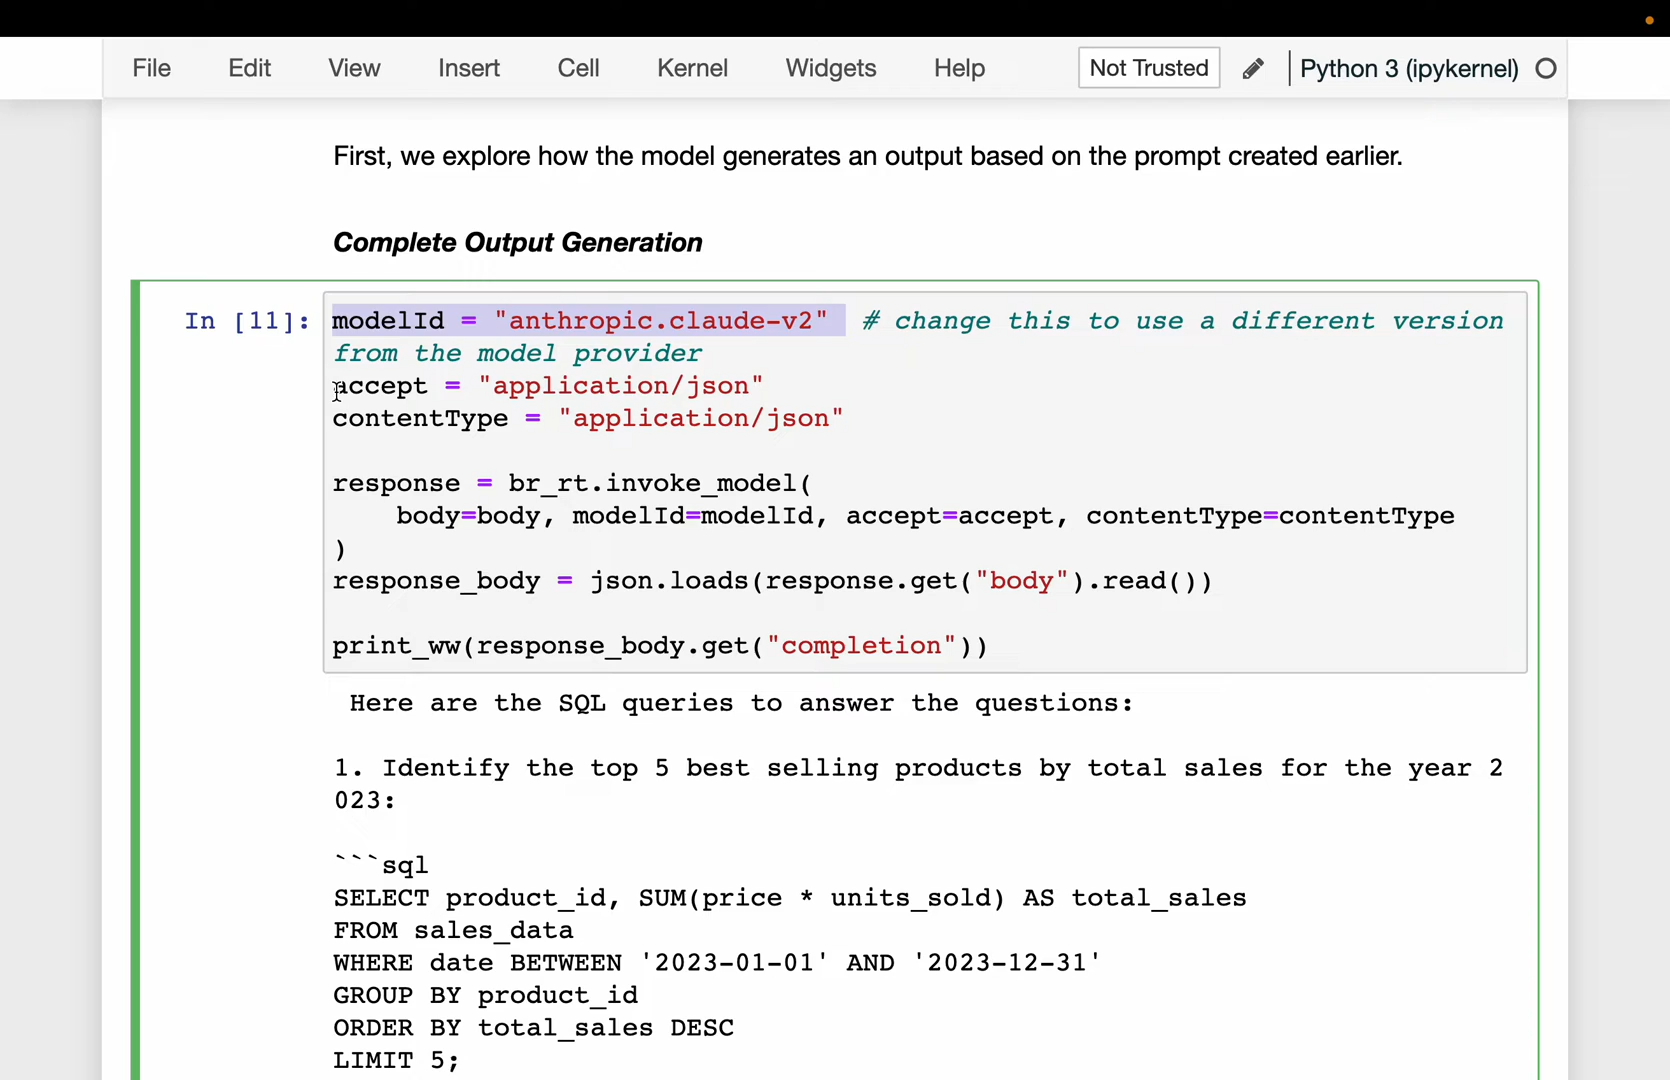 File Edit View Insert Cell Kernel Widgets Help Not Trusted Python 3 (ipykernel)
First, we explore how the model generates an output based on the prompt created earlier.
Complete Output Generation
In [11]: modelId = "anthropic.claude-v2"  # change this to use a different version
from the model provider
accept = "application/json"
contentType = "application/json"
response = br_rt.invoke_model(
    body=body, modelId=modelId, accept=accept, contentType=contentType
)
response_body = json.loads(response.get("body").read())
print_ww(response_body.get("completion"))
Here are the SQL queries to answer the questions:
1. Identify the top 5 best selling products by total sales for the year 2
023:
```sql
SELECT product_id, SUM(price * units_sold) AS total_sales
FROM sales_data
WHERE date BETWEEN '2023-01-01' AND '2023-12-31'
GROUP BY product_id
ORDER BY total_sales DESC
LIMIT 5;